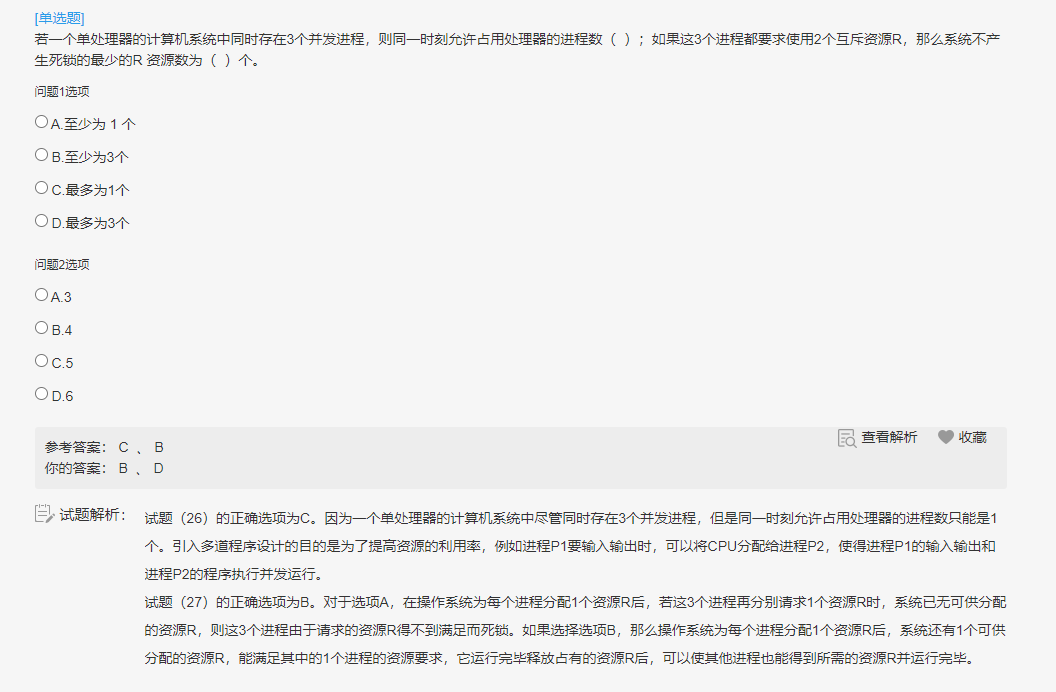 [单选题]
若一个单处理器的计算机系统中同时存在3个并发进程，则同一时刻允许占用处理器的进程数（ ）；如果这3个进程都要求使用2个互斥资源R，那么系统不产
生死锁的最少的R 资源数为（ ）个。
问题1选项
A.至少为 1 个
B.至少为3个
C.最多为1个
D.最多为3个
问题2选项
A.3
B.4
C.5
D.6
参考答案： C 、 B
查看解析 收藏
你的答案： B 、 D
试题解析： 试题（26）的正确选项为C。因为一个单处理器的计算机系统中尽管同时存在3个并发进程，但是同一时刻允许占用处理器的进程数只能是1
个。引入多道程序设计的目的是为了提高资源的利用率，例如进程P1要输入输出时，可以将CPU分配给进程P2，使得进程P1的输入输出和
进程P2的程序执行并发运行。
试题（27）的正确选项为B。对于选项A，在操作系统为每个进程分配1个资源R后，若这3个进程再分别请求1个资源R时，系统已无可供分配
的资源R，则这3个进程由于请求的资源R得不到满足而死锁。如果选择选项B，那么操作系统为每个进程分配1个资源R后，系统还有1个可供
分配的资源R，能满足其中的1个进程的资源要求，它运行完毕释放占有的资源R后，可以使其他进程也能得到所需的资源R并运行完毕。